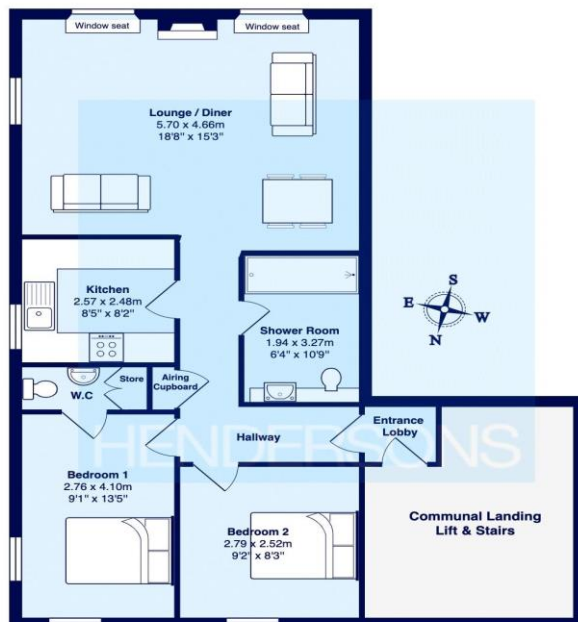 Window seat
Window seat
Lounge / Diner
5.70 x 4.66m
18'8" x 15'3"
Kitchen
2.57 x 2.48m
8'5" x 8'2"
Shower Room
1.94 x 3.27m
6'4" x 10'9"
S
E
W
N
W.C
Store
Airing
Cupboard
Hallway
Entrance
Lobby
HENDERSONS
Bedroom 1
2.76 x 4.10m
9'1" x 13'5"
Bedroom 2
2.79 x 2.52m
9'2" x 8'3"
Communal Landing
Lift & Stairs